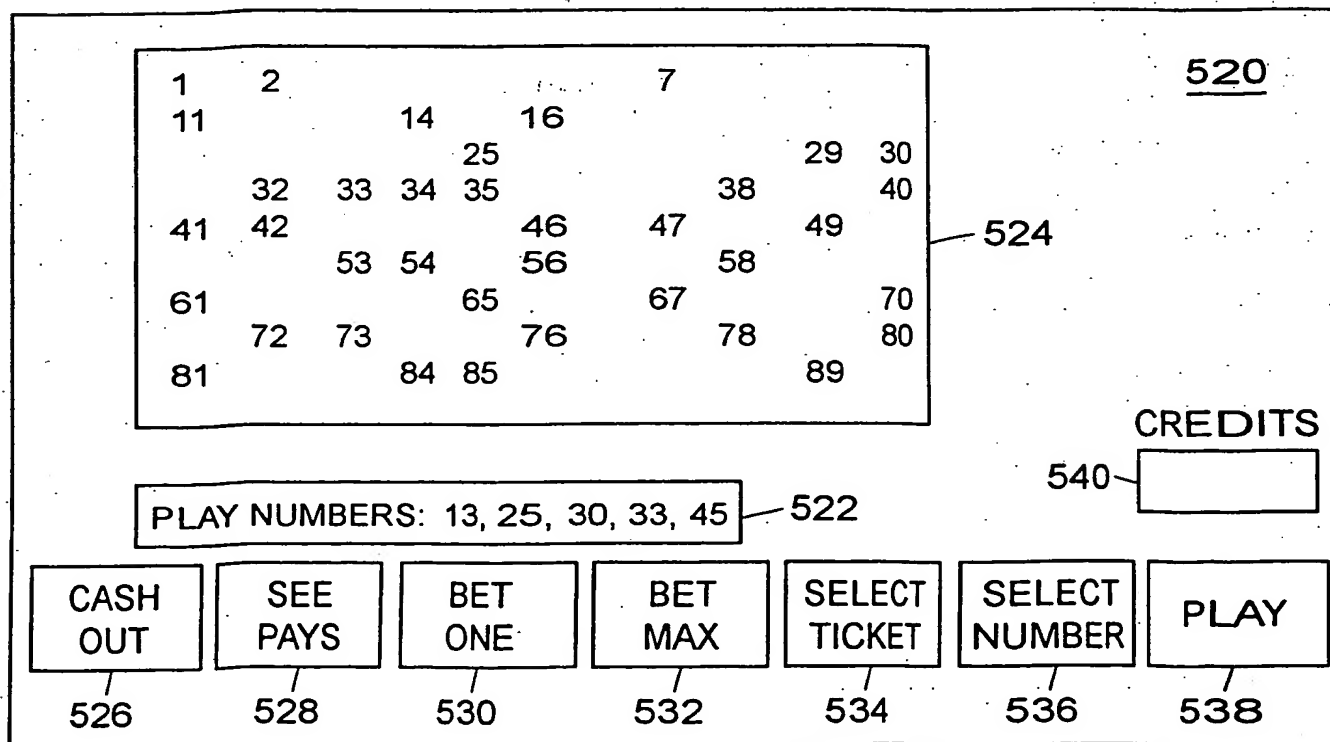 520
1 2 7
11 14 16
25 29 30
32 33 34 35 38 40
41 42 46 47 49
524
53 54 56 58
61 65 67 70
72 73 76 78 80
81 84 85 89
CREDITS
540
PLAY NUMBERS: 13, 25, 30, 33, 45
522
CASH OUT
SEE PAYS
BET ONE
BET MAX
SELECT TICKET
SELECT NUMBER
PLAY
526 528 530 532 534 536 538